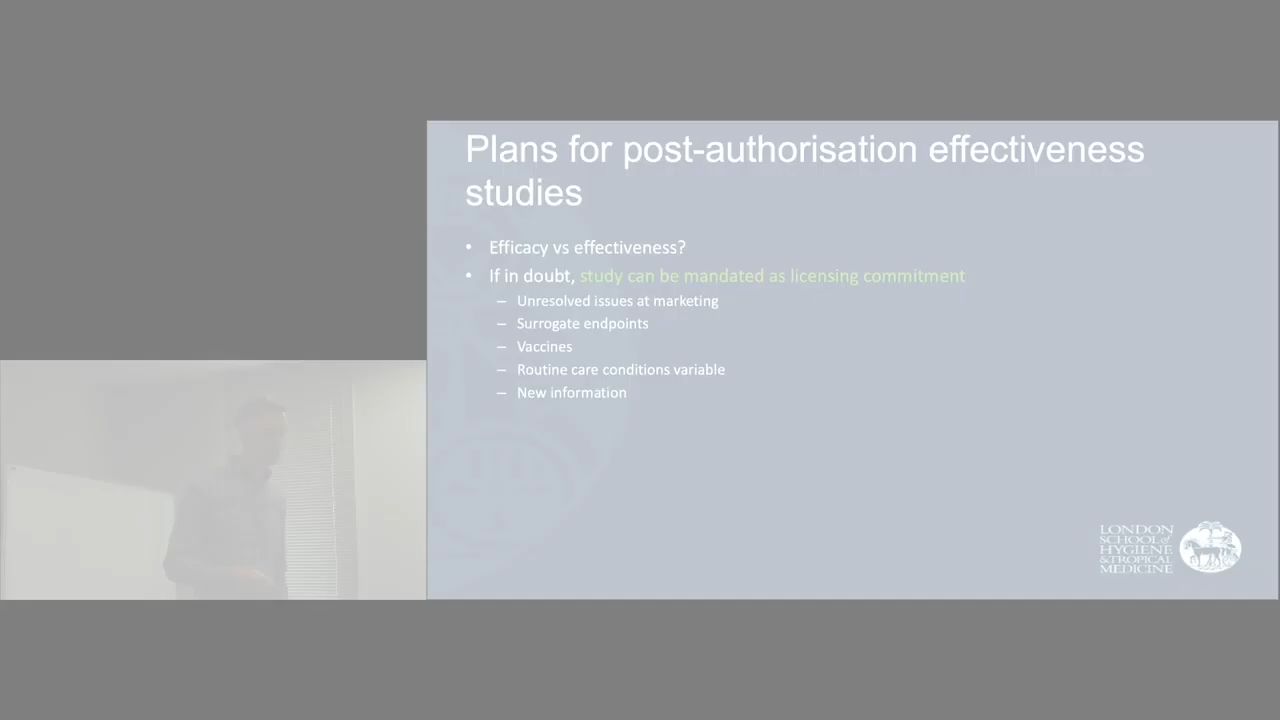 Plans for post-authorisation effectiveness
studies
• Efficacy vs effectiveness?
• If in doubt, study can be mandated as licensing commitment
– Unresolved issues at marketing
– Surrogate endpoints
– Vaccines
– Routine care conditions variable
– New information
LONDON
SCHOOL of
HYGIENE
& TROPICAL
MEDICINE